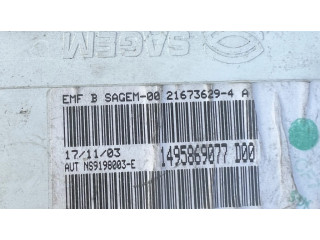 SAGEM
EMF B SAGEM-00 21673629-4 A
17/11/03 1495869077 D00
AUT NS9198003-E